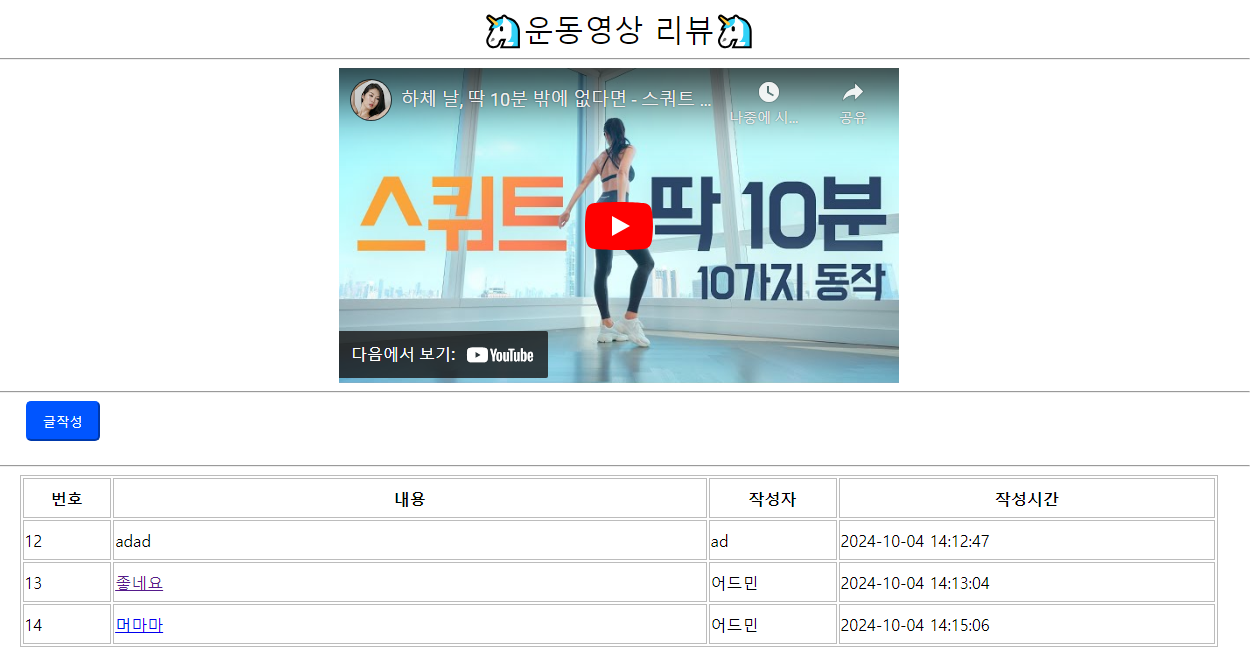 🦄운동영상 리뷰🦄
하체 날, 딱 10분 밖에 없다면 - 스쿼트 ...
나중에 시...
공유
스쿼트 딱 10분
10가지 동작
다음에서 보기: YouTube
글작성
번호 내용 작성자 작성시간
12 adad ad 2024-10-04 14:12:47
13 좋네요 어드민 2024-10-04 14:13:04
14 머마마 어드민 2024-10-04 14:15:06